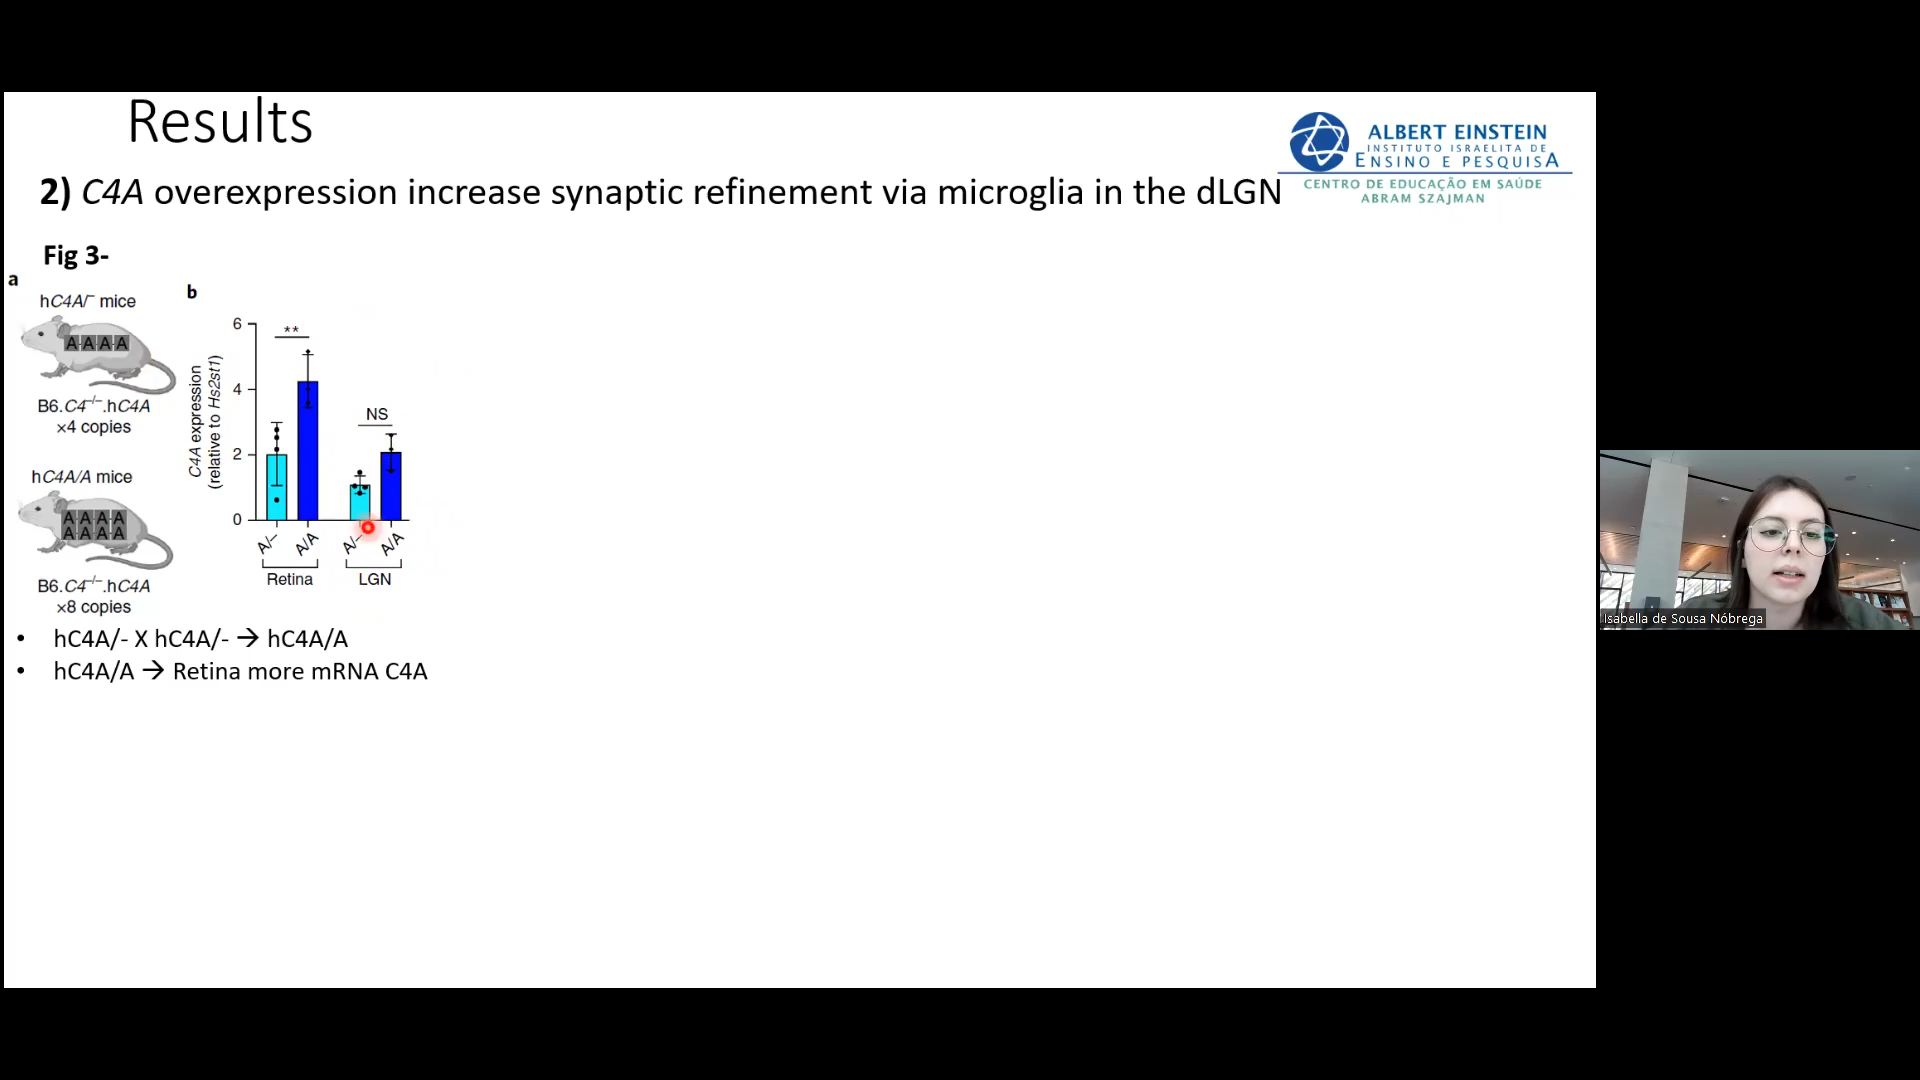 Results
ALBERT EINSTEIN
INSTITUTO ISRAELITA DE
ENSINO E PESQUISA
CENTRO DE EDUCAÇÃO EM SAÚDE
ABRAM SZAJMAN
2) C4A overexpression increase synaptic refinement via microglia in the dLGN
Fig 3-
a
hC4A/⁻ mice
A A A A
B6.C4⁻/⁻.hC4A
×4 copies
hC4A/A mice
A A A A
A A A A
B6.C4⁻/⁻.hC4A
×8 copies
b
C4A expression
(relative to Hs2st1)
6
4
2
0
**
NS
A/– A/A A/– A/A
Retina LGN
• hC4A/- X hC4A/- → hC4A/A
• hC4A/A → Retina more mRNA C4A
Isabella de Sousa Nóbrega